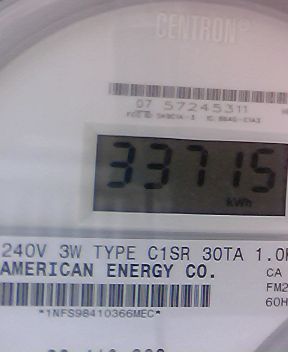 CENTRON®
07 57245311
33715
kWh
240V 3W TYPE C1SR 30TA 1.0
AMERICAN ENERGY CO.
CA
FM2
60H
*1NFS98410366MEC*